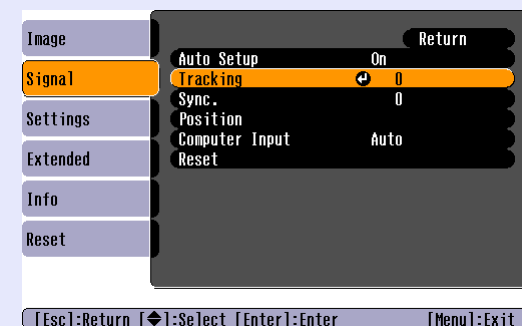 Image
Signal
Settings
Extended
Info
Reset
Return
Auto Setup On
Tracking 0
Sync. 0
Position
Computer Input Auto
Reset
[Esc]:Return [◆]:Select [Enter]:Enter [Menu]:Exit